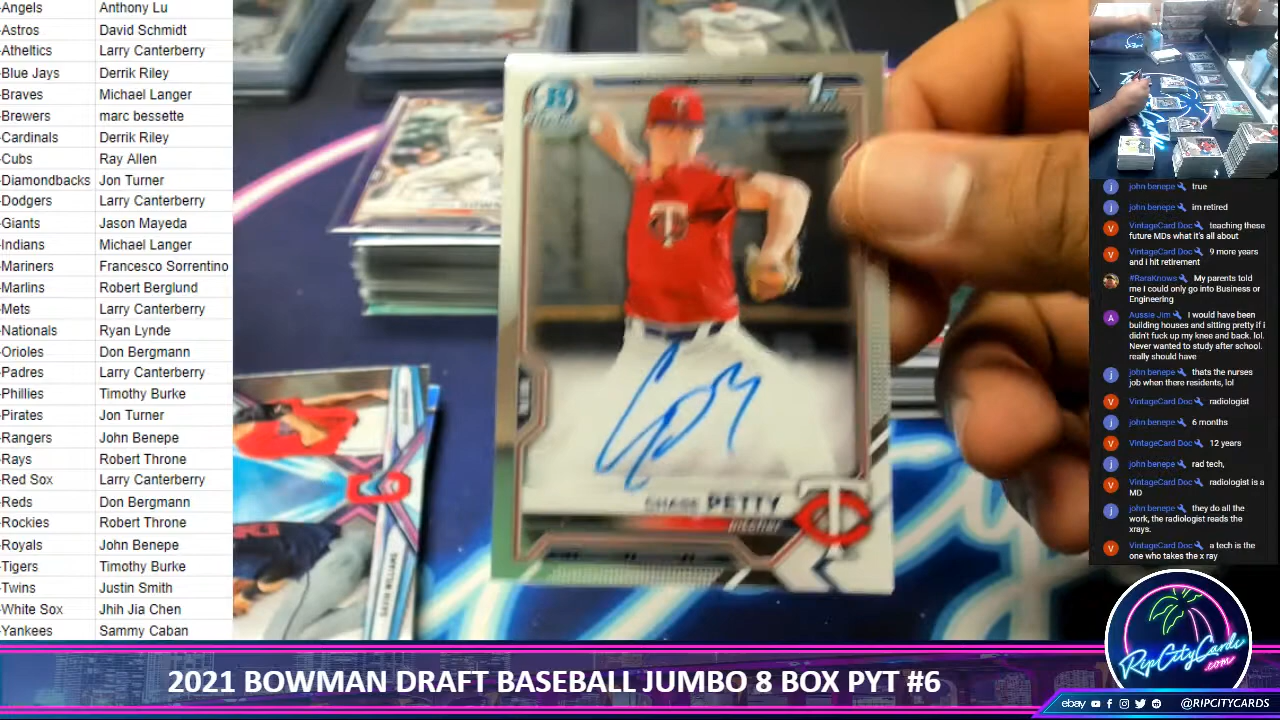 -Angels Anthony Lu
-Astros David Schmidt
-Atheltics Larry Canterberry
-Blue Jays Derrik Riley
-Braves Michael Langer
-Brewers marc bessette
-Cardinals Derrik Riley
-Cubs Ray Allen
-Diamondbacks Jon Turner
-Dodgers Larry Canterberry
-Giants Jason Mayeda
-Indians Michael Langer
-Mariners Francesco Sorrentino
-Marlins Robert Berglund
-Mets Larry Canterberry
-Nationals Ryan Lynde
-Orioles Don Bergmann
-Padres Larry Canterberry
-Phillies Timothy Burke
-Pirates Jon Turner
-Rangers John Benepe
-Rays Robert Throne
-Red Sox Larry Canterberry
-Reds Don Bergmann
-Rockies Robert Throne
-Royals John Benepe
-Tigers Timothy Burke
-Twins Justin Smith
-White Sox Jhih Jia Chen
-Yankees Sammy Caban
B
1st
T
T
PETTY
T
john benepe true
john benepe im retired
VintageCard Doc teaching these
future MDs what it's all about
VintageCard Doc 9 more years
and i hit retirement
#RaraKnows My parents told
me I could only go into Business or
Engineering
Aussie Jim I would have been
building houses and sitting pretty if i
didn't fuck up my knee and back. lol.
Never wanted to study after school.
really should have
john benepe thats the nurses
job when there residents, lol
VintageCard Doc radiologist
john benepe 6 months
VintageCard Doc 12 years
john benepe rad tech,
VintageCard Doc radiologist is a
MD
john benepe they do all the
work, the radiologist reads the
xrays.
VintageCard Doc a tech is the
one who takes the x ray
RipCityCards
.com
2021 BOWMAN DRAFT BASEBALL JUMBO 8 BOX PYT #6
ebay @RIPCITYCARDS